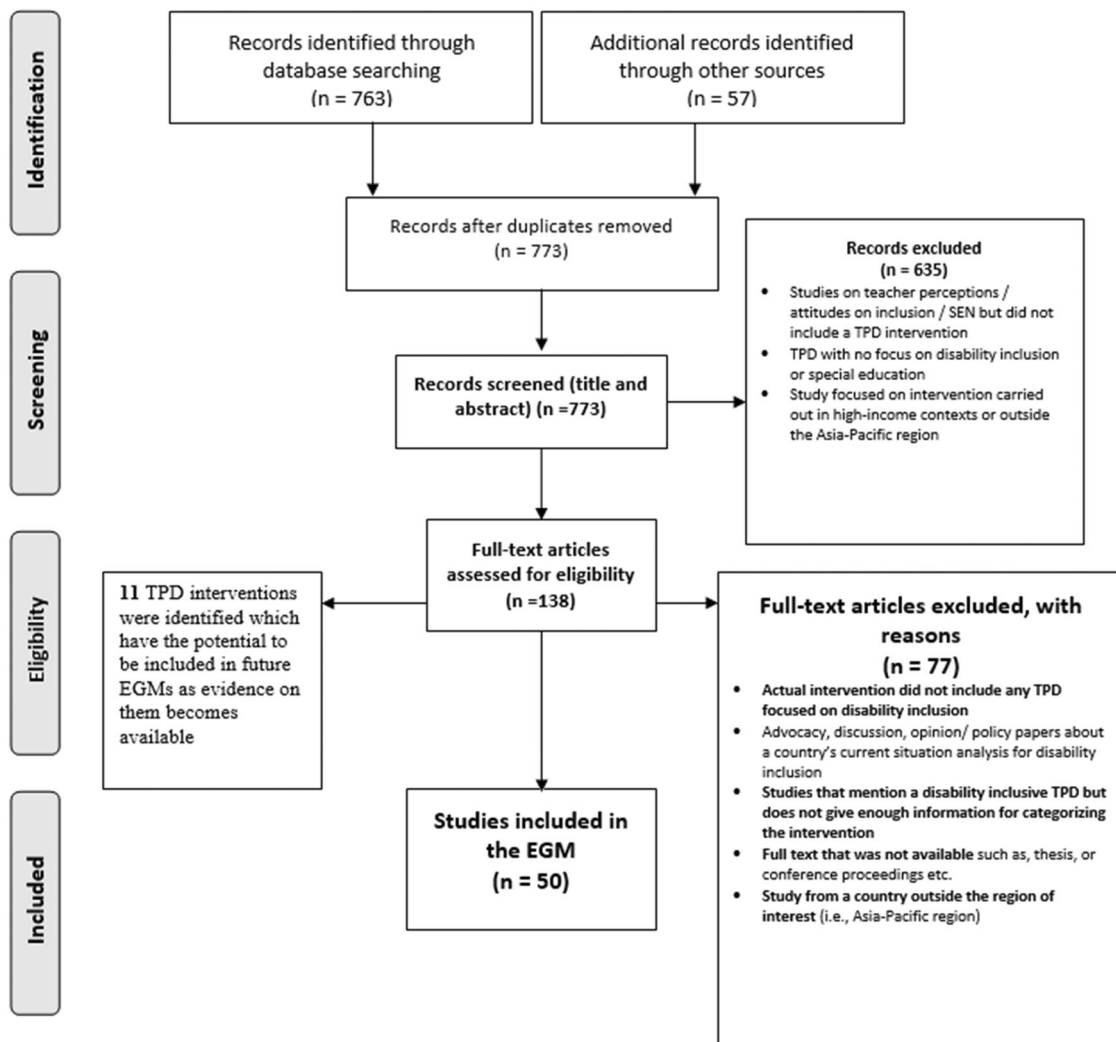 Identification
Records identified through
database searching
(n = 763)
Additional records identified
through other sources
(n = 57)
Records after duplicates removed
(n = 773)
Screening
Records screened (title and
abstract) (n =773)
Records excluded
(n = 635)
• Studies on teacher perceptions /
attitudes on inclusion / SEN but did not
include a TPD intervention
• TPD with no focus on disability inclusion
or special education
• Study focused on intervention carried
out in high-income contexts or outside
the Asia-Pacific region
Eligibility
Full-text articles
assessed for eligibility
(n =138)
11 TPD interventions
were identified which
have the potential to
be included in future
EGMs as evidence on
them becomes
available
Full-text articles excluded, with
reasons
(n = 77)
• Actual intervention did not include any TPD
focused on disability inclusion
• Advocacy, discussion, opinion/ policy papers about
a country's current situation analysis for disability
inclusion
• Studies that mention a disability inclusive TPD but
does not give enough information for categorizing
the intervention
• Full text that was not available such as, thesis, or
conference proceedings etc.
• Study from a country outside the region of
interest (i.e., Asia-Pacific region)
Included
Studies included in
the EGM
(n = 50)